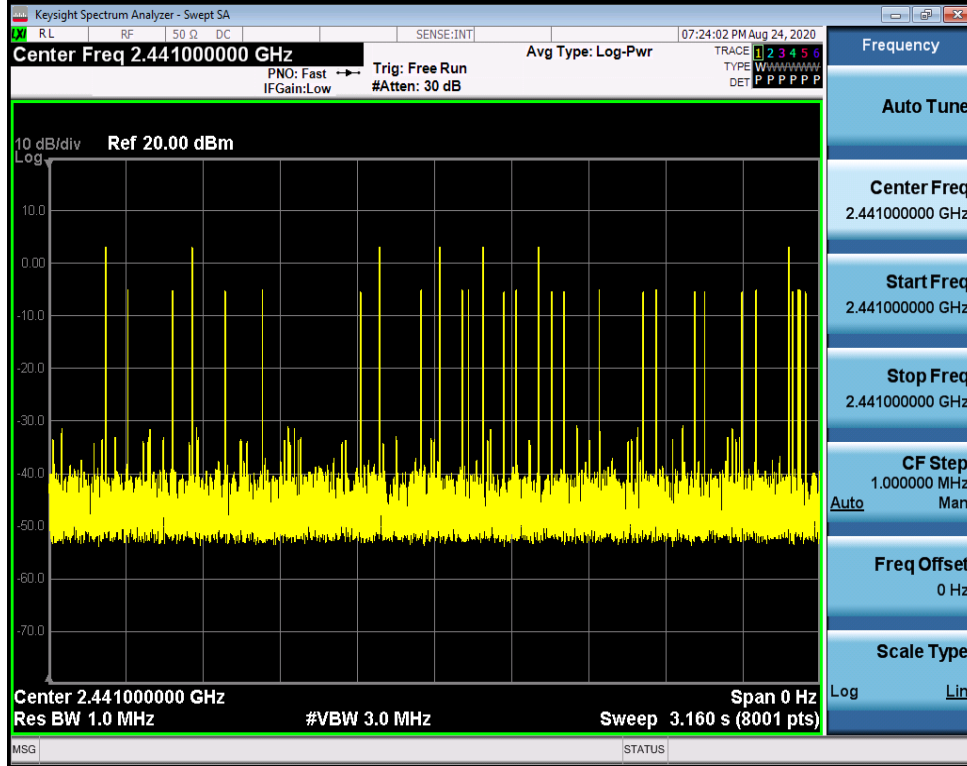 Keysight Spectrum Analyzer - Swept SA
LXI RL RF 50 Ω DC SENSE:INT 07:24:02 PM Aug 24, 2020
Center Freq 2.441000000 GHz
PNO: Fast
IFGain:Low
Trig: Free Run
#Atten: 30 dB
Avg Type: Log-Pwr
TRACE 1 2 3 4 5 6
TYPE WWWWWW
DET P P P P P P
10 dB/div Ref 20.00 dBm
Log
10.0
0.00
-10.0
-20.0
-30.0
-40.0
-50.0
-60.0
-70.0
Center 2.441000000 GHz Span 0 Hz
Res BW 1.0 MHz #VBW 3.0 MHz Sweep 3.160 s (8001 pts)
MSG STATUS
Frequency
Auto Tune
Center Freq
2.441000000 GHz
Start Freq
2.441000000 GHz
Stop Freq
2.441000000 GHz
CF Step
1.000000 MHz
Auto Man
Freq Offset
0 Hz
Scale Type
Log Lin